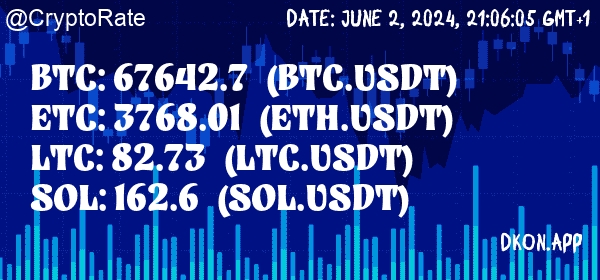 @CryptoRate
DATE: JUNE 2, 2024, 21:06:05 GMT+1
BTC: 67642.7 (BTC.USDT)
ETC: 3768.01 (ETH.USDT)
LTC: 82.73 (LTC.USDT)
SOL: 162.6 (SOL.USDT)
DKON.APP